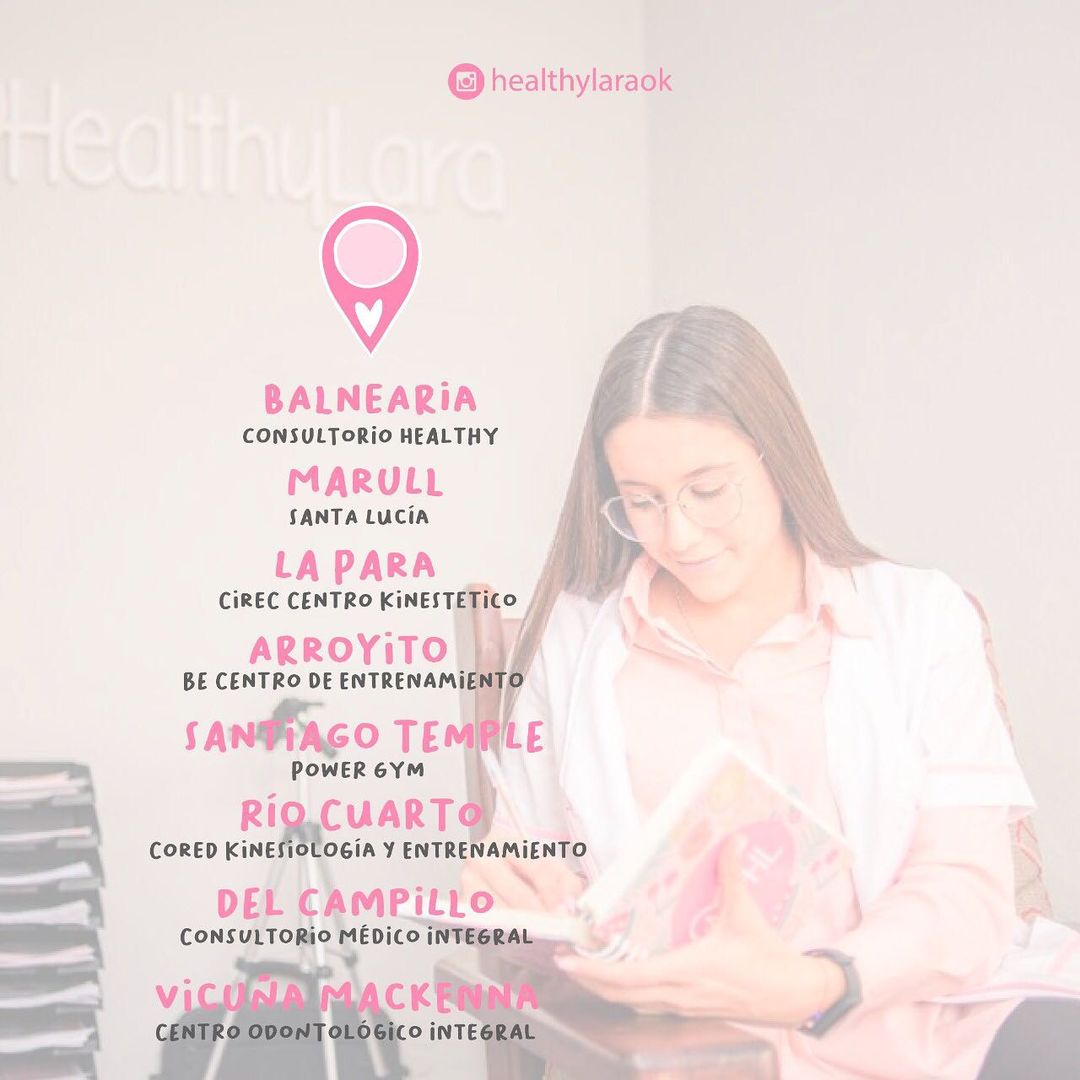 healthylaraok
HealthyLara
BALNEARiA
CONSULTORiO HEALTHY
MARULL
SANTA LUCÍA
LA PARA
CiREC CENTRO KiNESTETiCO
ARROYiTO
BE CENTRO DE ENTRENAMiENTO
SANTiAGO TEMPLE
POWER GYM
RÍO CUARTO
CORED KiNESiOLOGÍA Y ENTRENAMiENTO
DEL CAMPiLLO
CONSULTORiO MÉDiCO iNTEGRAL
ViCUÑA MACKENNA
CENTRO ODONTOLÓGiCO iNTEGRAL
HL